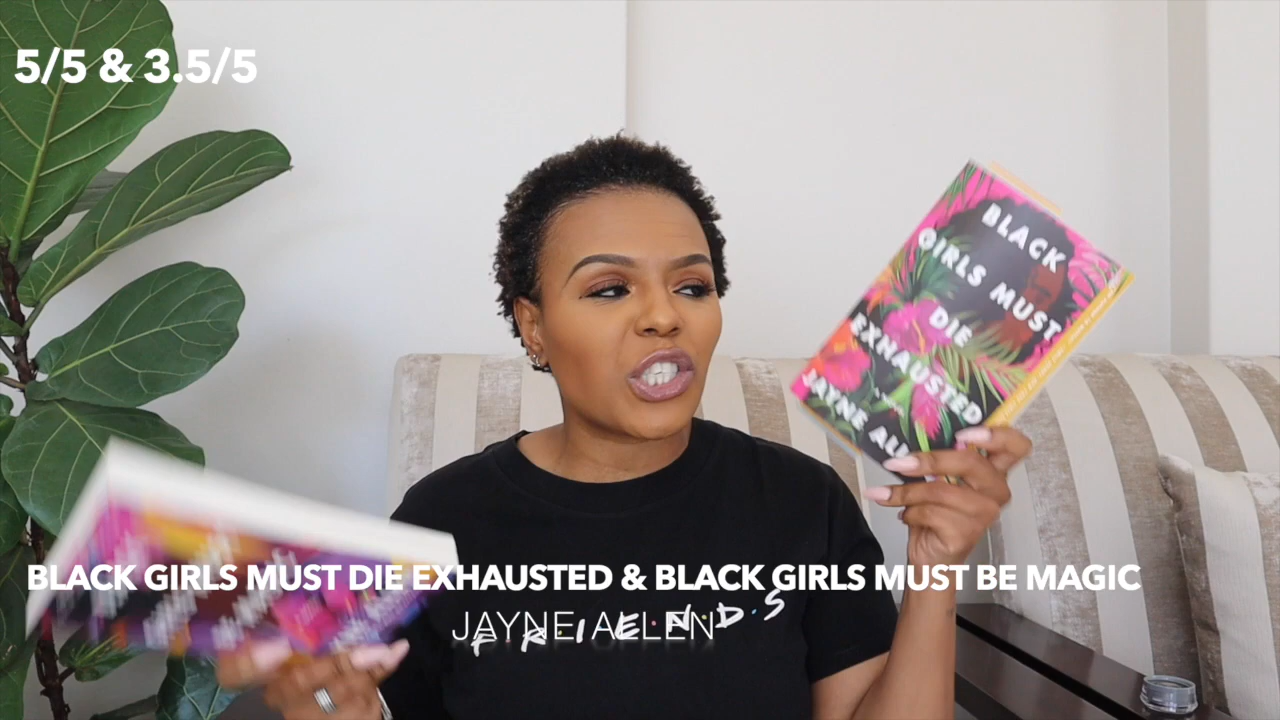 5/5 & 3.5/5
BLACK
GIRLS MUST
DIE
EXHAUSTED
JAYNE
BLACK GIRLS MUST DIE EXHAUSTED & BLACK GIRLS MUST BE MAGIC
JAYNE ALLEN
F R I E N D S